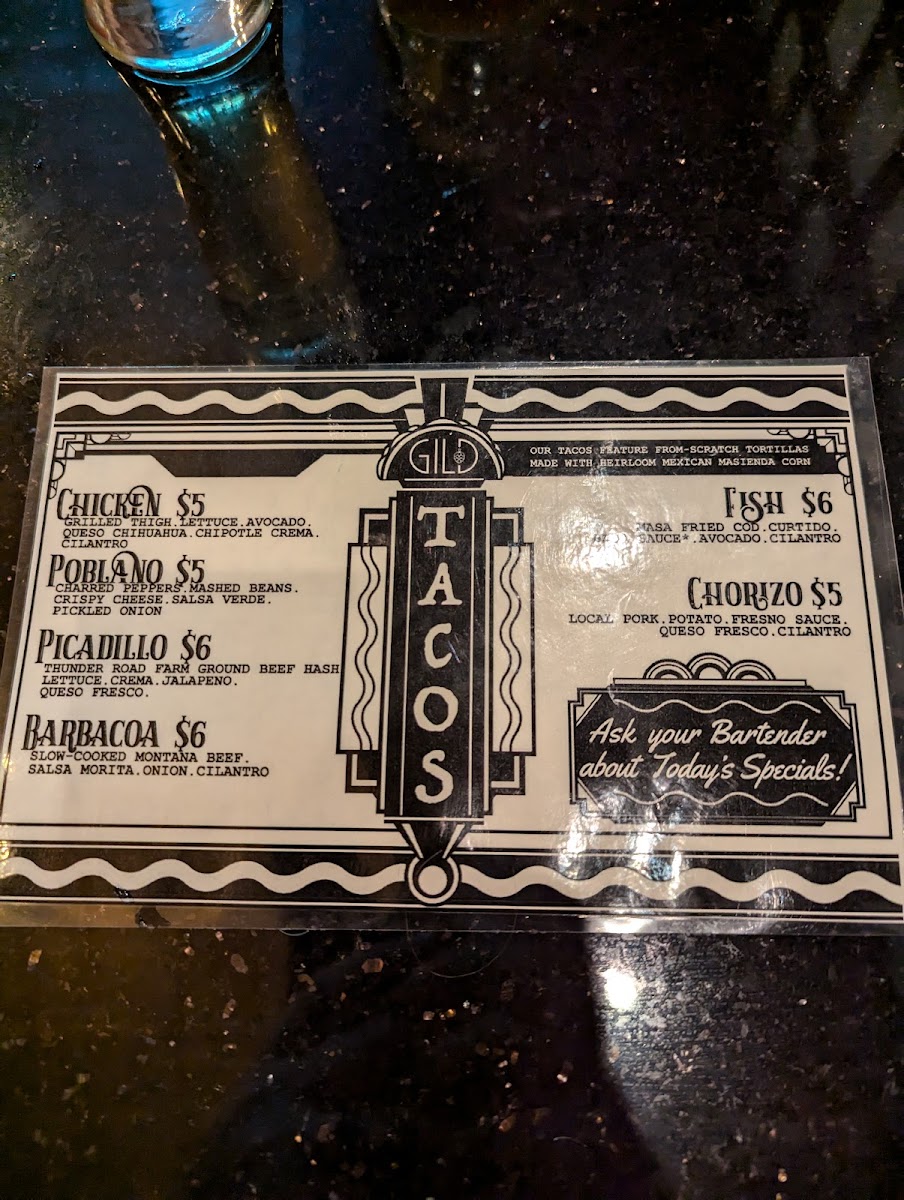 GILD
TACOS
OUR TACOS FEATURE FROM-SCRATCH TORTILLAS
MADE WITH HEIRLOOM MEXICAN MASIENDA CORN
CHICKEN $5
GRILLED THIGH.LETTUCE.AVOCADO.
QUESO CHIHUAHUA.CHIPOTLE CREMA.
CILANTRO
POBLANO $5
CHARRED PEPPERS.MASHED BEANS.
CRISPY CHEESE.SALSA VERDE.
PICKLED ONION
PICADILLO $6
THUNDER ROAD FARM GROUND BEEF HASH
LETTUCE.CREMA.JALAPENO.
QUESO FRESCO.
BARBACOA $6
SLOW-COOKED MONTANA BEEF.
SALSA MORITA.ONION.CILANTRO
FISH $6
MASA FRIED COD.CURTIDO.
SAUCE*.AVOCADO.CILANTRO
CHORIZO $5
LOCAL PORK.POTATO.FRESNO SAUCE.
QUESO FRESCO.CILANTRO
Ask your Bartender
about Today's Specials!